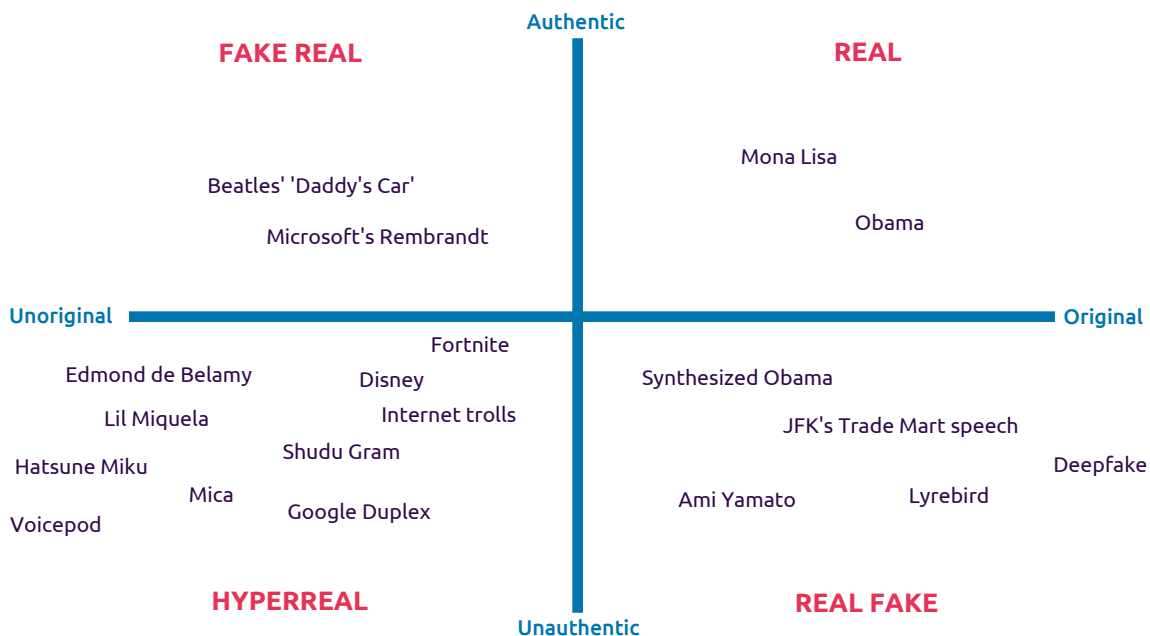 Authentic
FAKE REAL
REAL
Mona Lisa
Beatles' 'Daddy's Car'
Obama
Microsoft's Rembrandt
Unoriginal
Original
Fortnite
Edmond de Belamy
Disney
Synthesized Obama
Lil Miquela
Internet trolls
JFK's Trade Mart speech
Shudu Gram
Hatsune Miku
Deepfake
Mica
Ami Yamato
Lyrebird
Google Duplex
Voicepod
HYPERREAL
REAL FAKE
Unauthentic